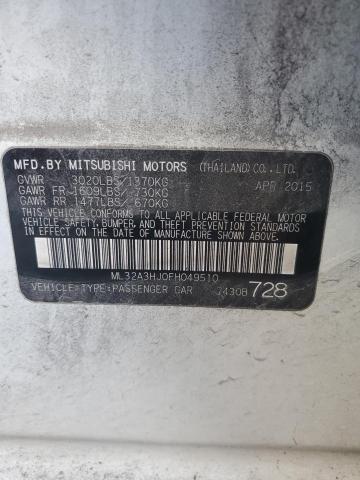 MFD.BY MITSUBISHI MOTORS (THAILAND) CO., LTD.
GVWR 3020LBS/1370KG APR 2015
GAWR FR 1609LBS/730KG
GAWR RR 1477LBS/670KG
THIS VEHICLE CONFORMS TO ALL APPLICABLE FEDERAL MOTOR
VEHICLE SAFETY, BUMPER, AND THEFT PREVENTION STANDARDS
IN EFFECT ON THE DATE OF MANUFACTURE SHOWN ABOVE.
ML32A3HJ0FH049510
VEHICLE-TYPE:PASSENGER CAR 7430B 728